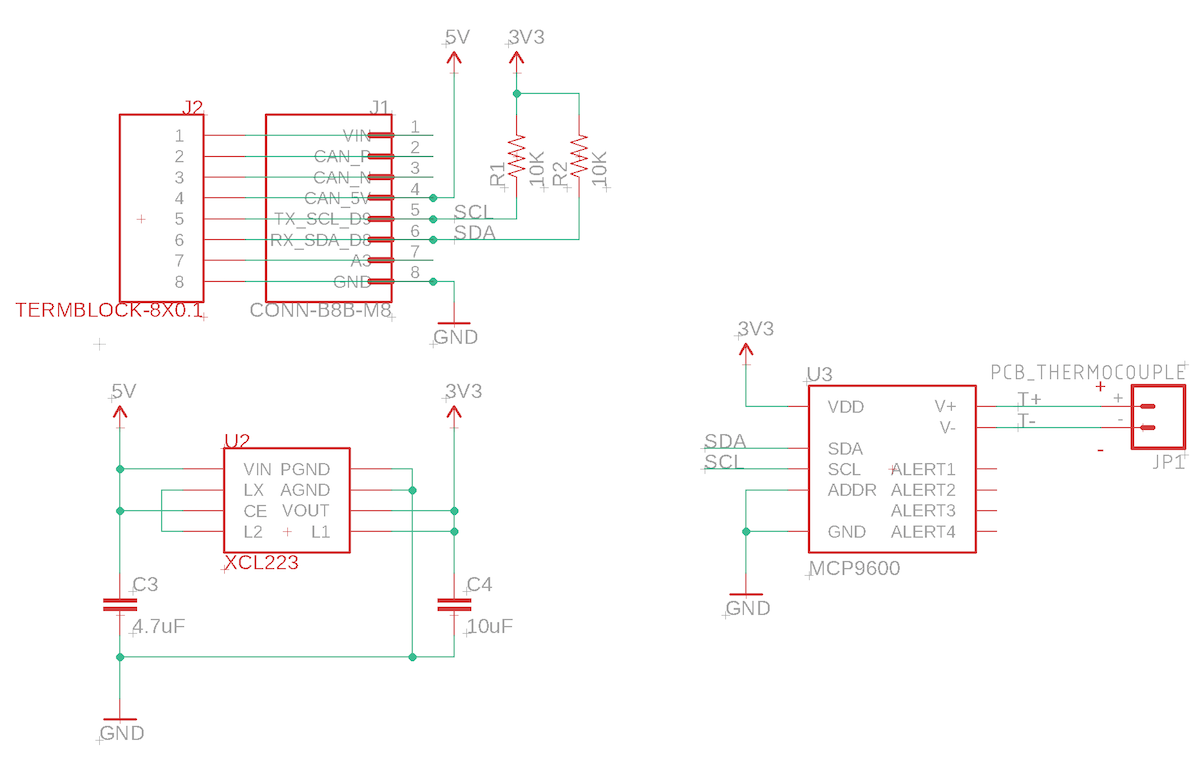 5V
3V3
J2
J1
1
2
3
4
5
6
7
8
VIN
CAN_P
CAN_N
CAN_5V
TX_SCL_D9
RX_SDA_D8
A3
GND
1
2
3
4
5
6
7
8
SCL
SDA
R1
10K
R2
10K
TERMBLOCK-8X0.1
CONN-B8B-M8
GND
5V
3V3
U2
VIN PGND
LX AGND
CE VOUT
L2 L1
XCL223
C3
4.7uF
C4
10uF
GND
3V3
U3
VDD
SDA
SCL
ADDR
GND
V+
V-
ALERT1
ALERT2
ALERT3
ALERT4
SDA
SCL
MCP9600
GND
PCB_THERMOCOUPLE
T+
T-
+
-
+
-
JP1